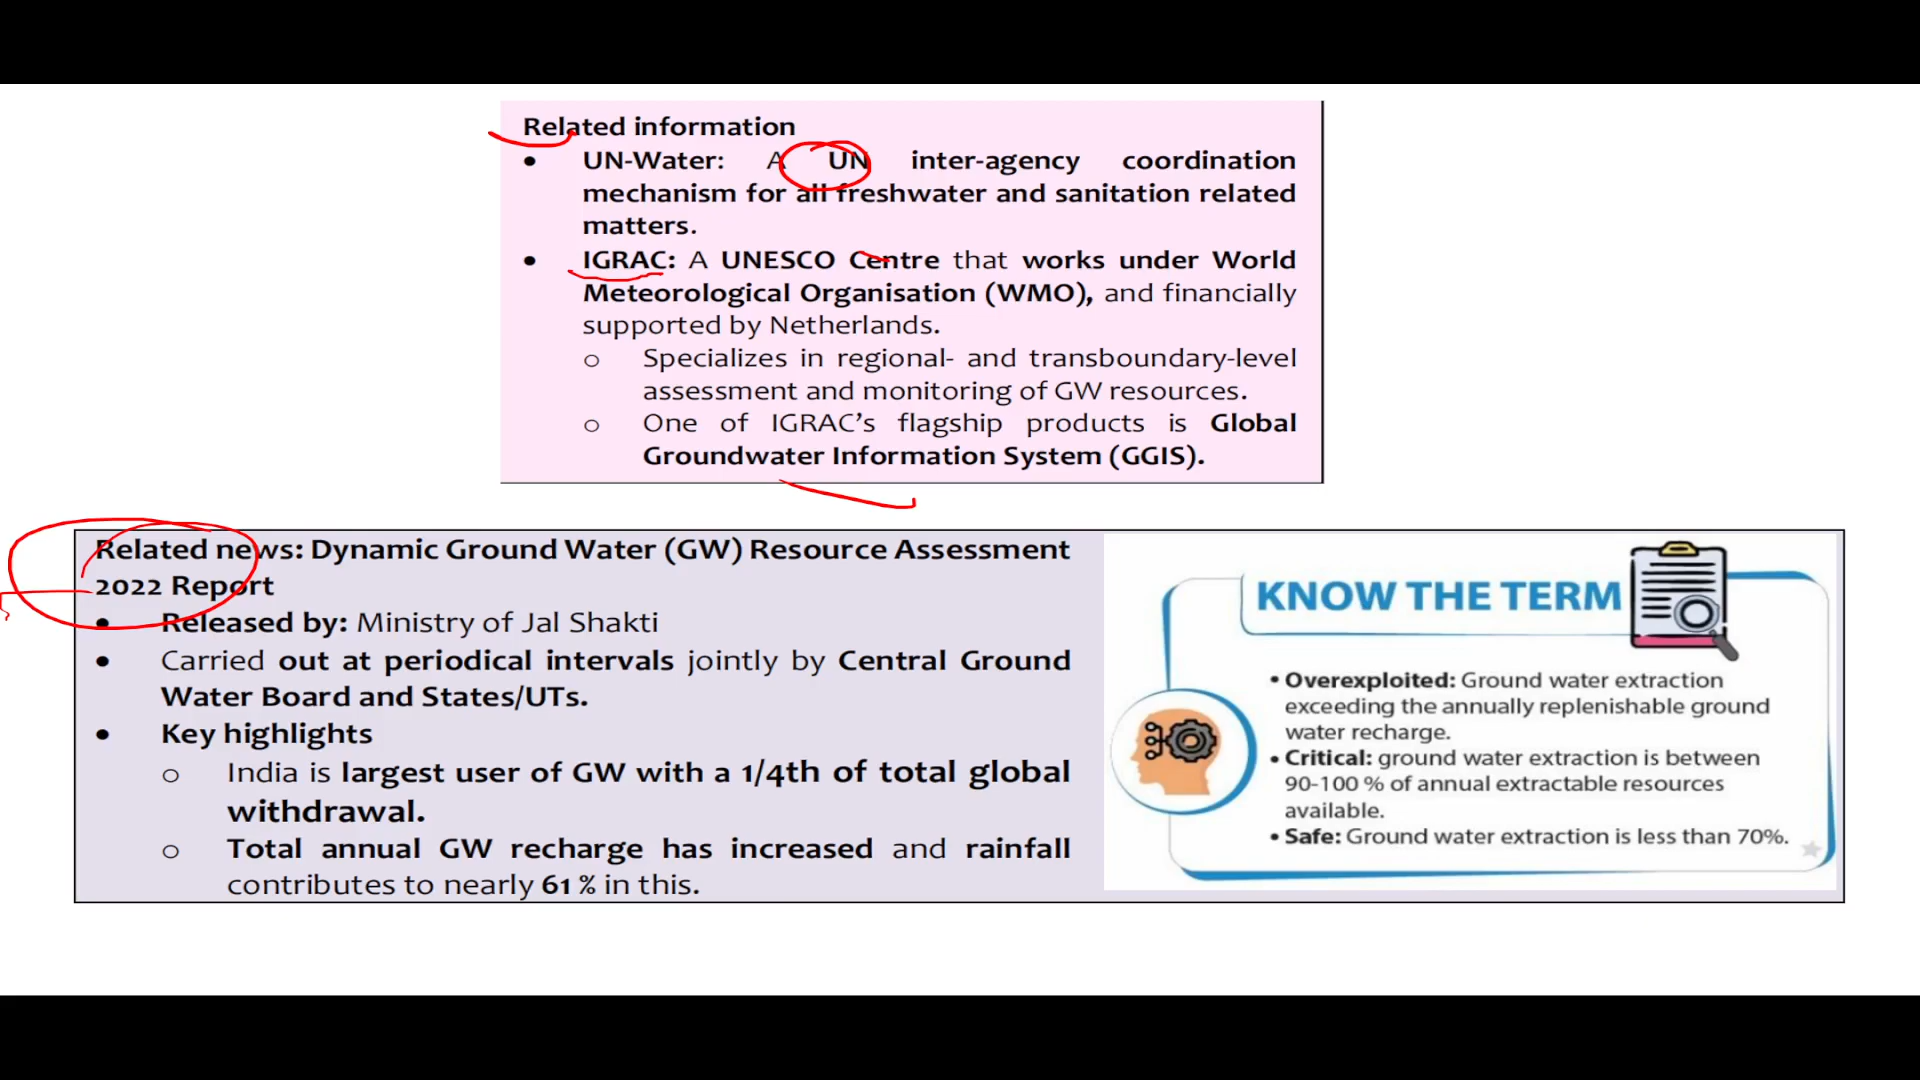 Related information
• UN-Water: A UN inter-agency coordination
mechanism for all freshwater and sanitation related
matters.
• IGRAC: A UNESCO Centre that works under World
Meteorological Organisation (WMO), and financially
supported by Netherlands.
o Specializes in regional- and transboundary-level
assessment and monitoring of GW resources.
o One of IGRAC’s flagship products is Global
Groundwater Information System (GGIS).
Related news: Dynamic Ground Water (GW) Resource Assessment
2022 Report
• Released by: Ministry of Jal Shakti
• Carried out at periodical intervals jointly by Central Ground
Water Board and States/UTs.
• Key highlights
o India is largest user of GW with a 1/4th of total global
withdrawal.
o Total annual GW recharge has increased and rainfall
contributes to nearly 61 % in this.
KNOW THE TERM
• Overexploited: Ground water extraction
exceeding the annually replenishable ground
water recharge.
• Critical: ground water extraction is between
90-100 % of annual extractable resources
available.
• Safe: Ground water extraction is less than 70%.